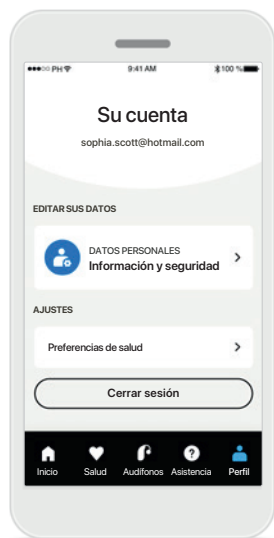 PH 9:41 AM 100 %
Su cuenta
sophia.scott@hotmail.com
EDITAR SUS DATOS
DATOS PERSONALES
Información y seguridad
AJUSTES
Preferencias de salud
Cerrar sesión
Inicio Salud Audífonos Asistencia Perfil